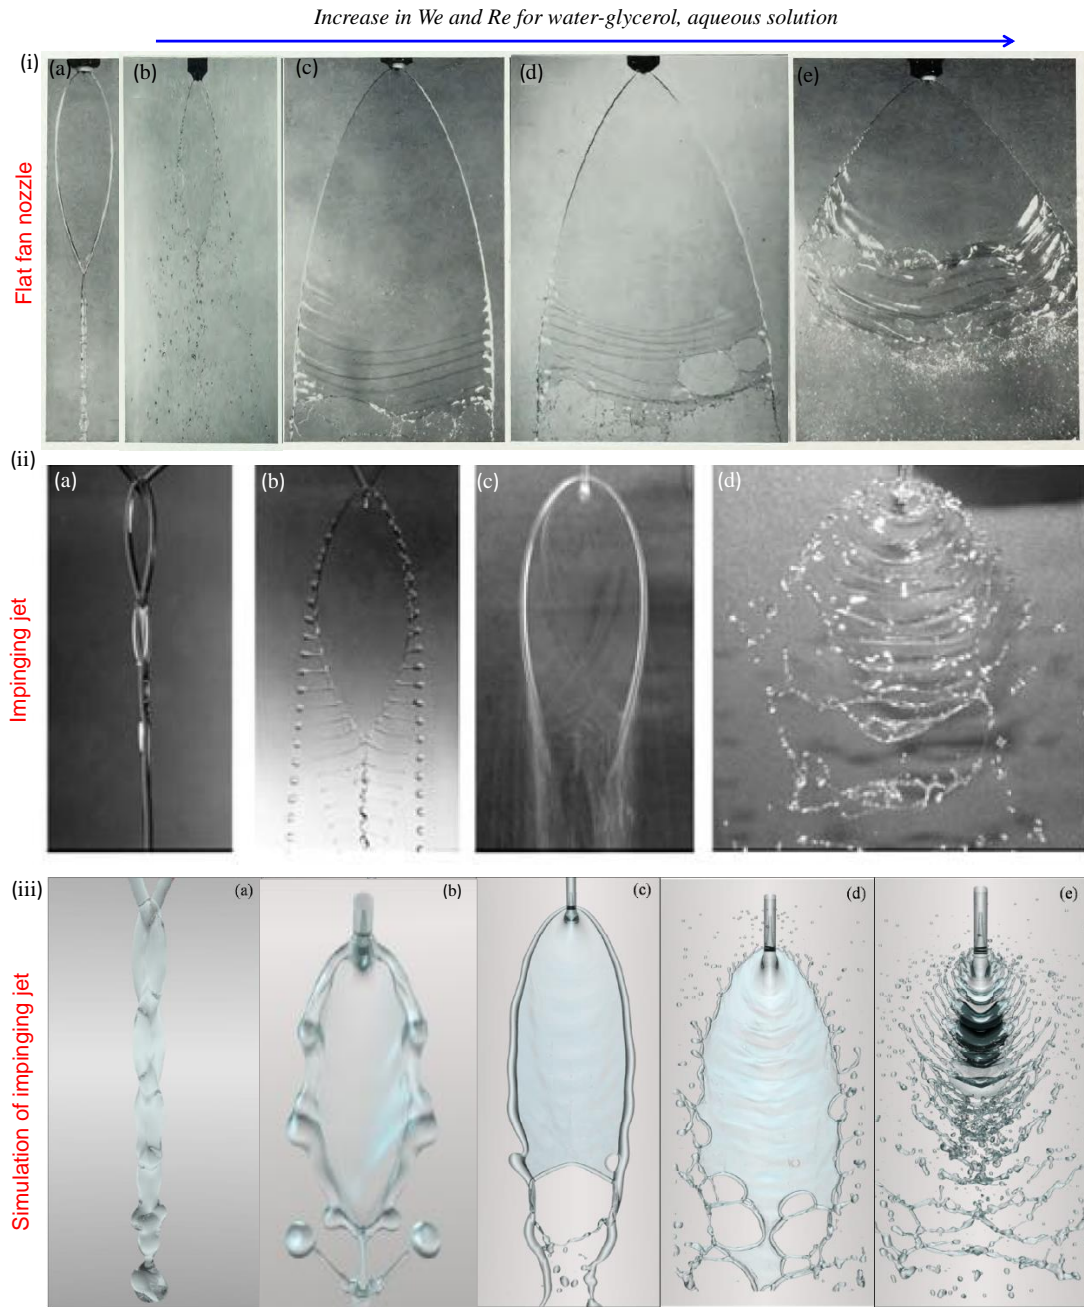 Increase in We and Re for water-glycerol, aqueous solution
(i)
(a)
(b)
(c)
(d)
(e)
Flat fan nozzle
(ii)
(a)
(b)
(c)
(d)
Impinging jet
(iii)
(a)
(b)
(c)
(d)
(e)
Simulation of impinging jet